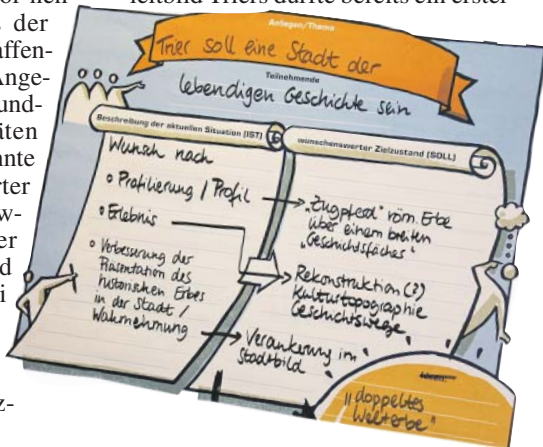 leitbild Triers dürfte bereits ein erster
der
affen-
Ange-
und-
äten
nnte
rter
w-
er
d
i
z-
Anliegen/Thema
Trier soll eine Stadt der
Teilnehmende
lebendigen Geschichte sein
Beschreibung der aktuellen Situation (IST)
Wunsch nach
Profilierung / Profil
Erlebnis
Verbesserung der
Präsentation des
historischen Erbes
in der Stadt /
Wahrnehmung
wünschenswerter Zielzustand (SOLL)
"Zugpferd" röm. Erbe
über einem breiten
"Geschichtsfächer"
Rekonstruktion (?)
Kulturtopographie
Geschichtswege
Verankerung im
Stadtbild
Ideen:
"doppeltes
Welterbe"